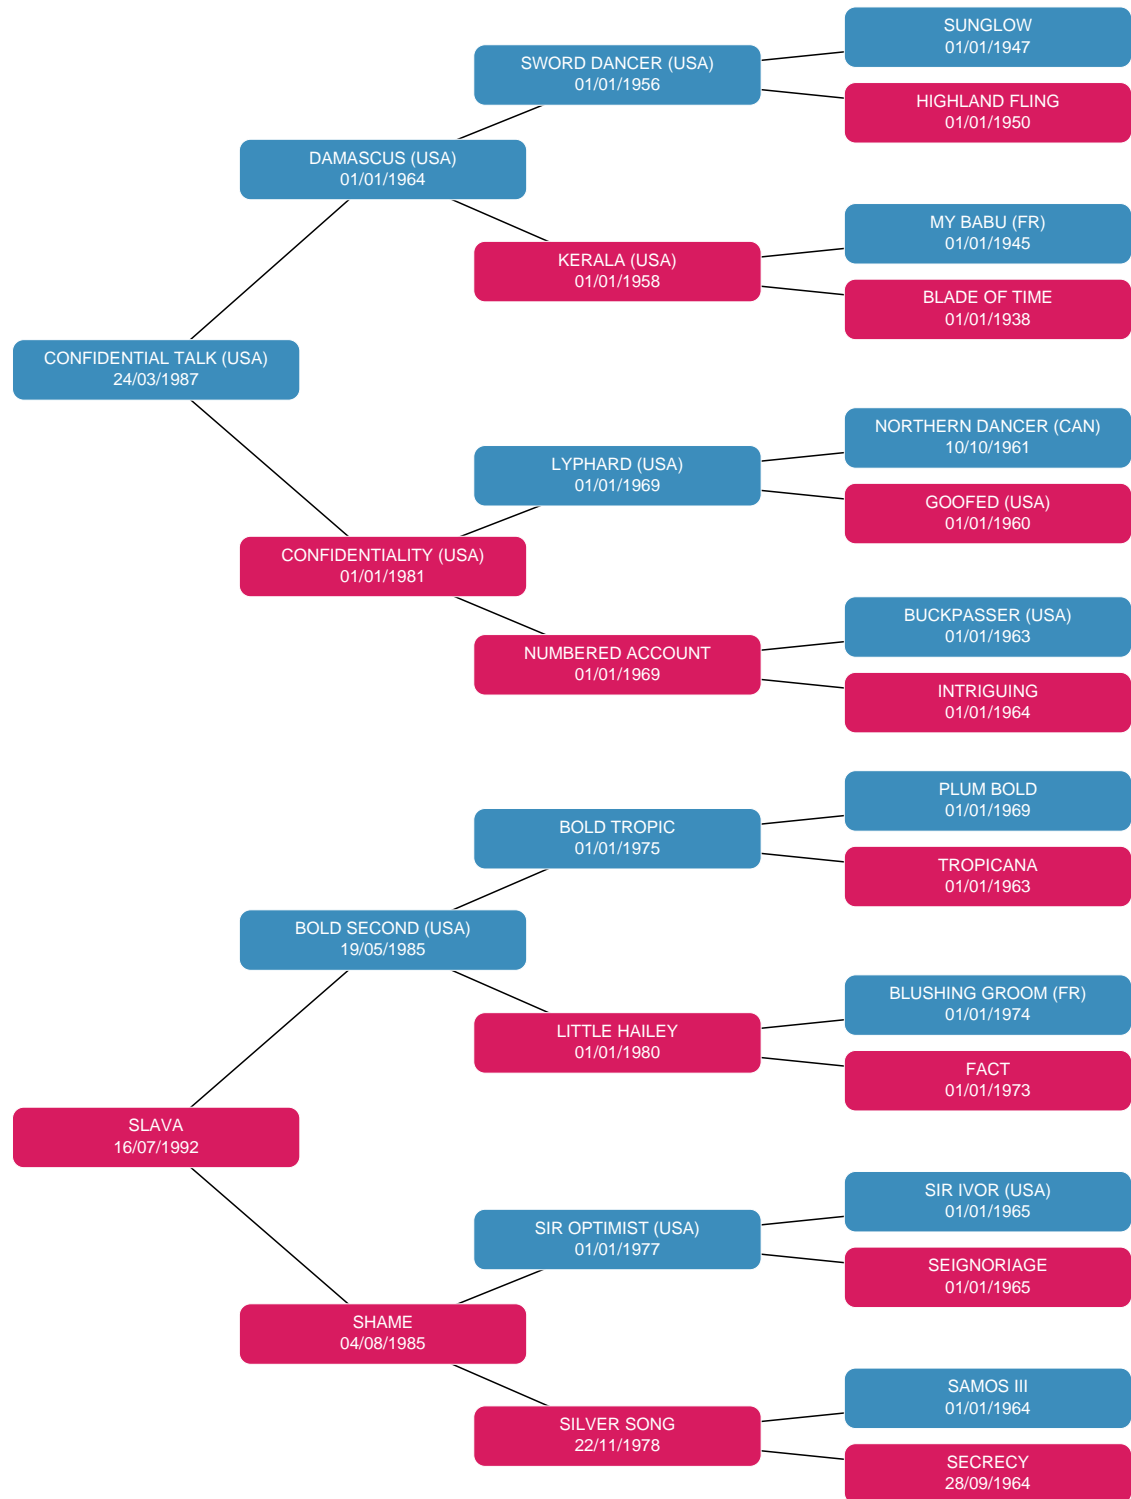 SUNGLOW
01/01/1947
SWORD DANCER (USA)
01/01/1956
HIGHLAND FLING
01/01/1950
DAMASCUS (USA)
01/01/1964
MY BABU (FR)
01/01/1945
KERALA (USA)
01/01/1958
BLADE OF TIME
01/01/1938
CONFIDENTIAL TALK (USA)
24/03/1987
NORTHERN DANCER (CAN)
10/10/1961
LYPHARD (USA)
01/01/1969
GOOFED (USA)
01/01/1960
CONFIDENTIALITY (USA)
01/01/1981
BUCKPASSER (USA)
01/01/1963
NUMBERED ACCOUNT
01/01/1969
INTRIGUING
01/01/1964
PLUM BOLD
01/01/1969
BOLD TROPIC
01/01/1975
TROPICANA
01/01/1963
BOLD SECOND (USA)
19/05/1985
BLUSHING GROOM (FR)
01/01/1974
LITTLE HAILEY
01/01/1980
FACT
01/01/1973
SLAVA
16/07/1992
SIR IVOR (USA)
01/01/1965
SIR OPTIMIST (USA)
01/01/1977
SEIGNORIAGE
01/01/1965
SHAME
04/08/1985
SAMOS III
01/01/1964
SILVER SONG
22/11/1978
SECRECY
28/09/1964